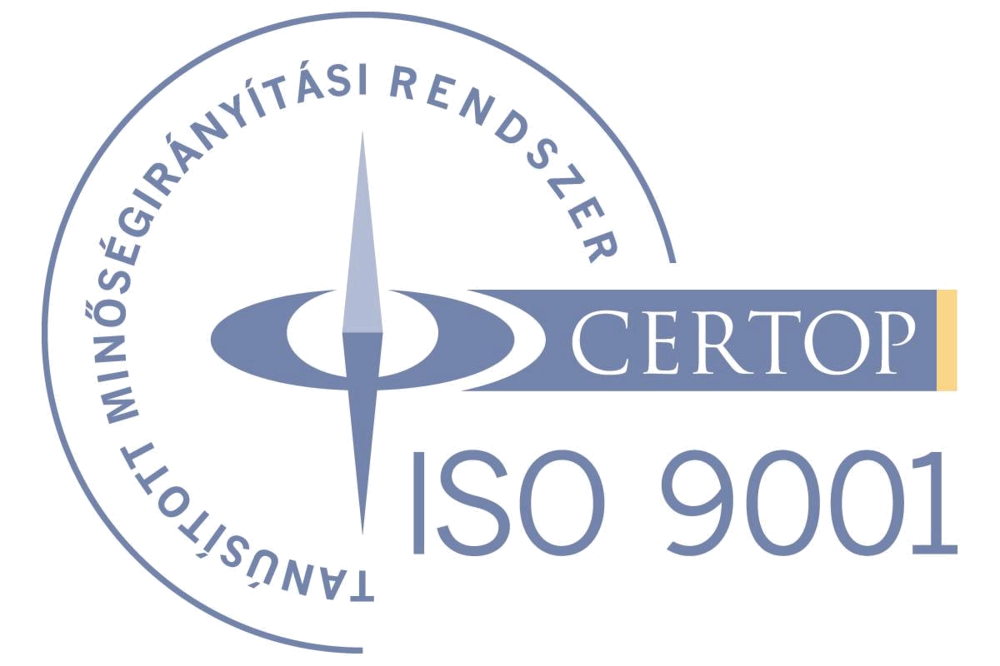 TANÚSÍTOTT MINŐSÉGIRÁNYÍTÁSI RENDSZER
CERTOP
ISO 9001